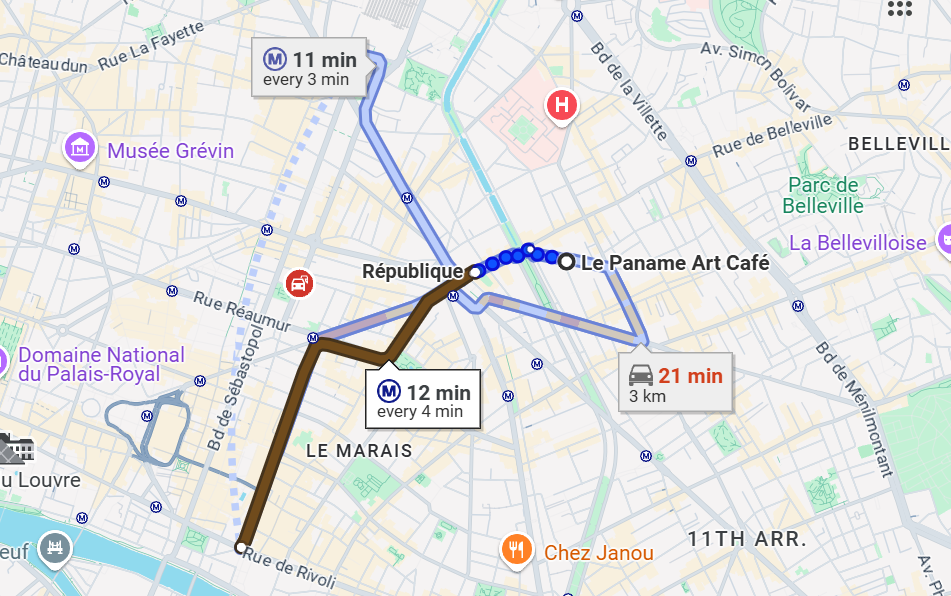 Rue La Fayette
Châteaudun
M 11 min
every 3 min
Bd de la Villette
Av. Simon Bolivar
H
Rue de Belleville
BELLEVILL
Musée Grévin
Parc de
Belleville
La Bellevilloise
République
Le Paname Art Café
Rue Réaumur
Domaine National
du Palais-Royal
Bd de Sébastopol
M 12 min
every 4 min
21 min
3 km
Bd de Ménilmontant
LE MARAIS
u Louvre
11TH ARR.
euf
Rue de Rivoli
Chez Janou
Av. Ph